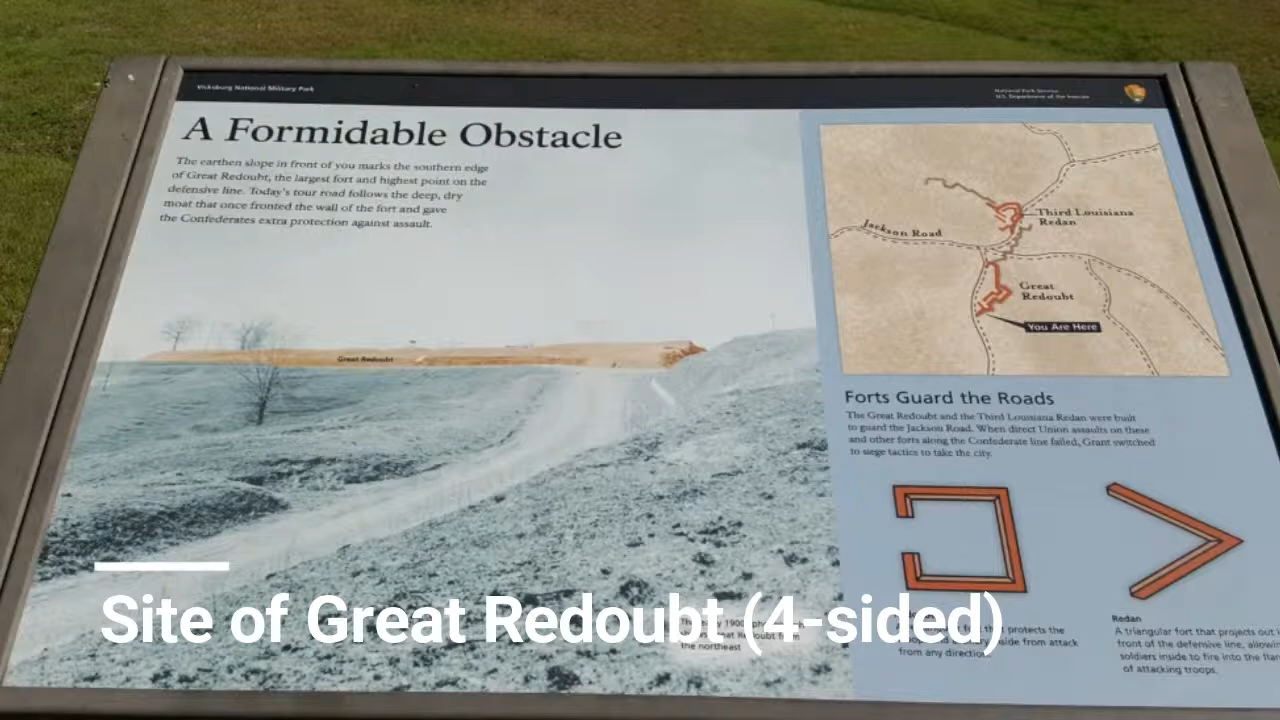 Vicksburg National Military Park
National Park Service
U.S. Department of the Interior
A Formidable Obstacle
The earthen slope in front of you marks the southern edge
of Great Redoubt, the largest fort and highest point on the
defensive line. Today's tour road follows the deep, dry
moat that once fronted the wall of the fort and gave
the Confederates extra protection against assault.
Great Redoubt
Jackson Road
Third Louisiana
Redan
Great
Redoubt
You Are Here
Forts Guard the Roads
The Great Redoubt and the Third Louisiana Redan were built
to guard the Jackson Road. When direct Union assaults on these
and other forts along the Confederate line failed, Grant switched
to siege tactics to take the city.
1900
Redoubt from
the northeast
that protects the
inside from attack
from any direction.
Redan
A triangular fort that projects out
front of the defensive line,
soldiers inside to fire into the
of attacking troops.
Site of Great Redoubt (4-sided)